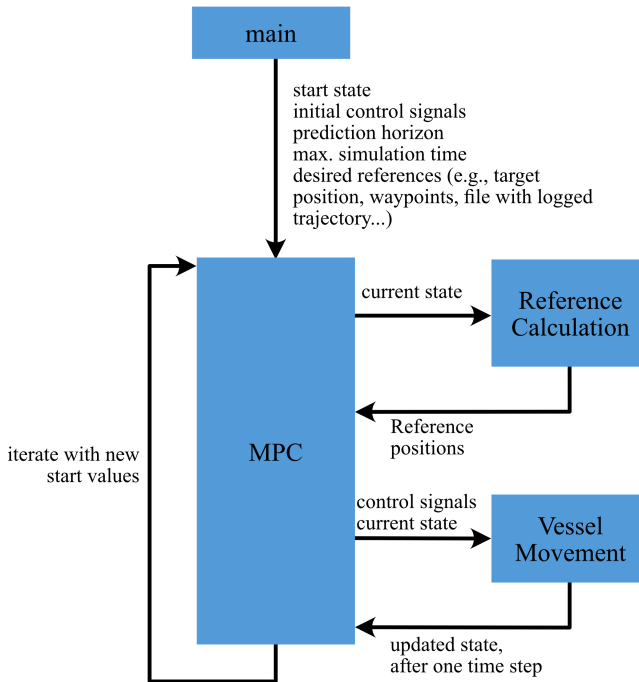 main
start state
initial control signals
prediction horizon
max. simulation time
desired references (e.g., target
position, waypoints, file with logged
trajectory...)
current state
Reference
Calculation
Reference
positions
MPC
iterate with new
start values
control signals
current state
Vessel
Movement
updated state,
after one time step